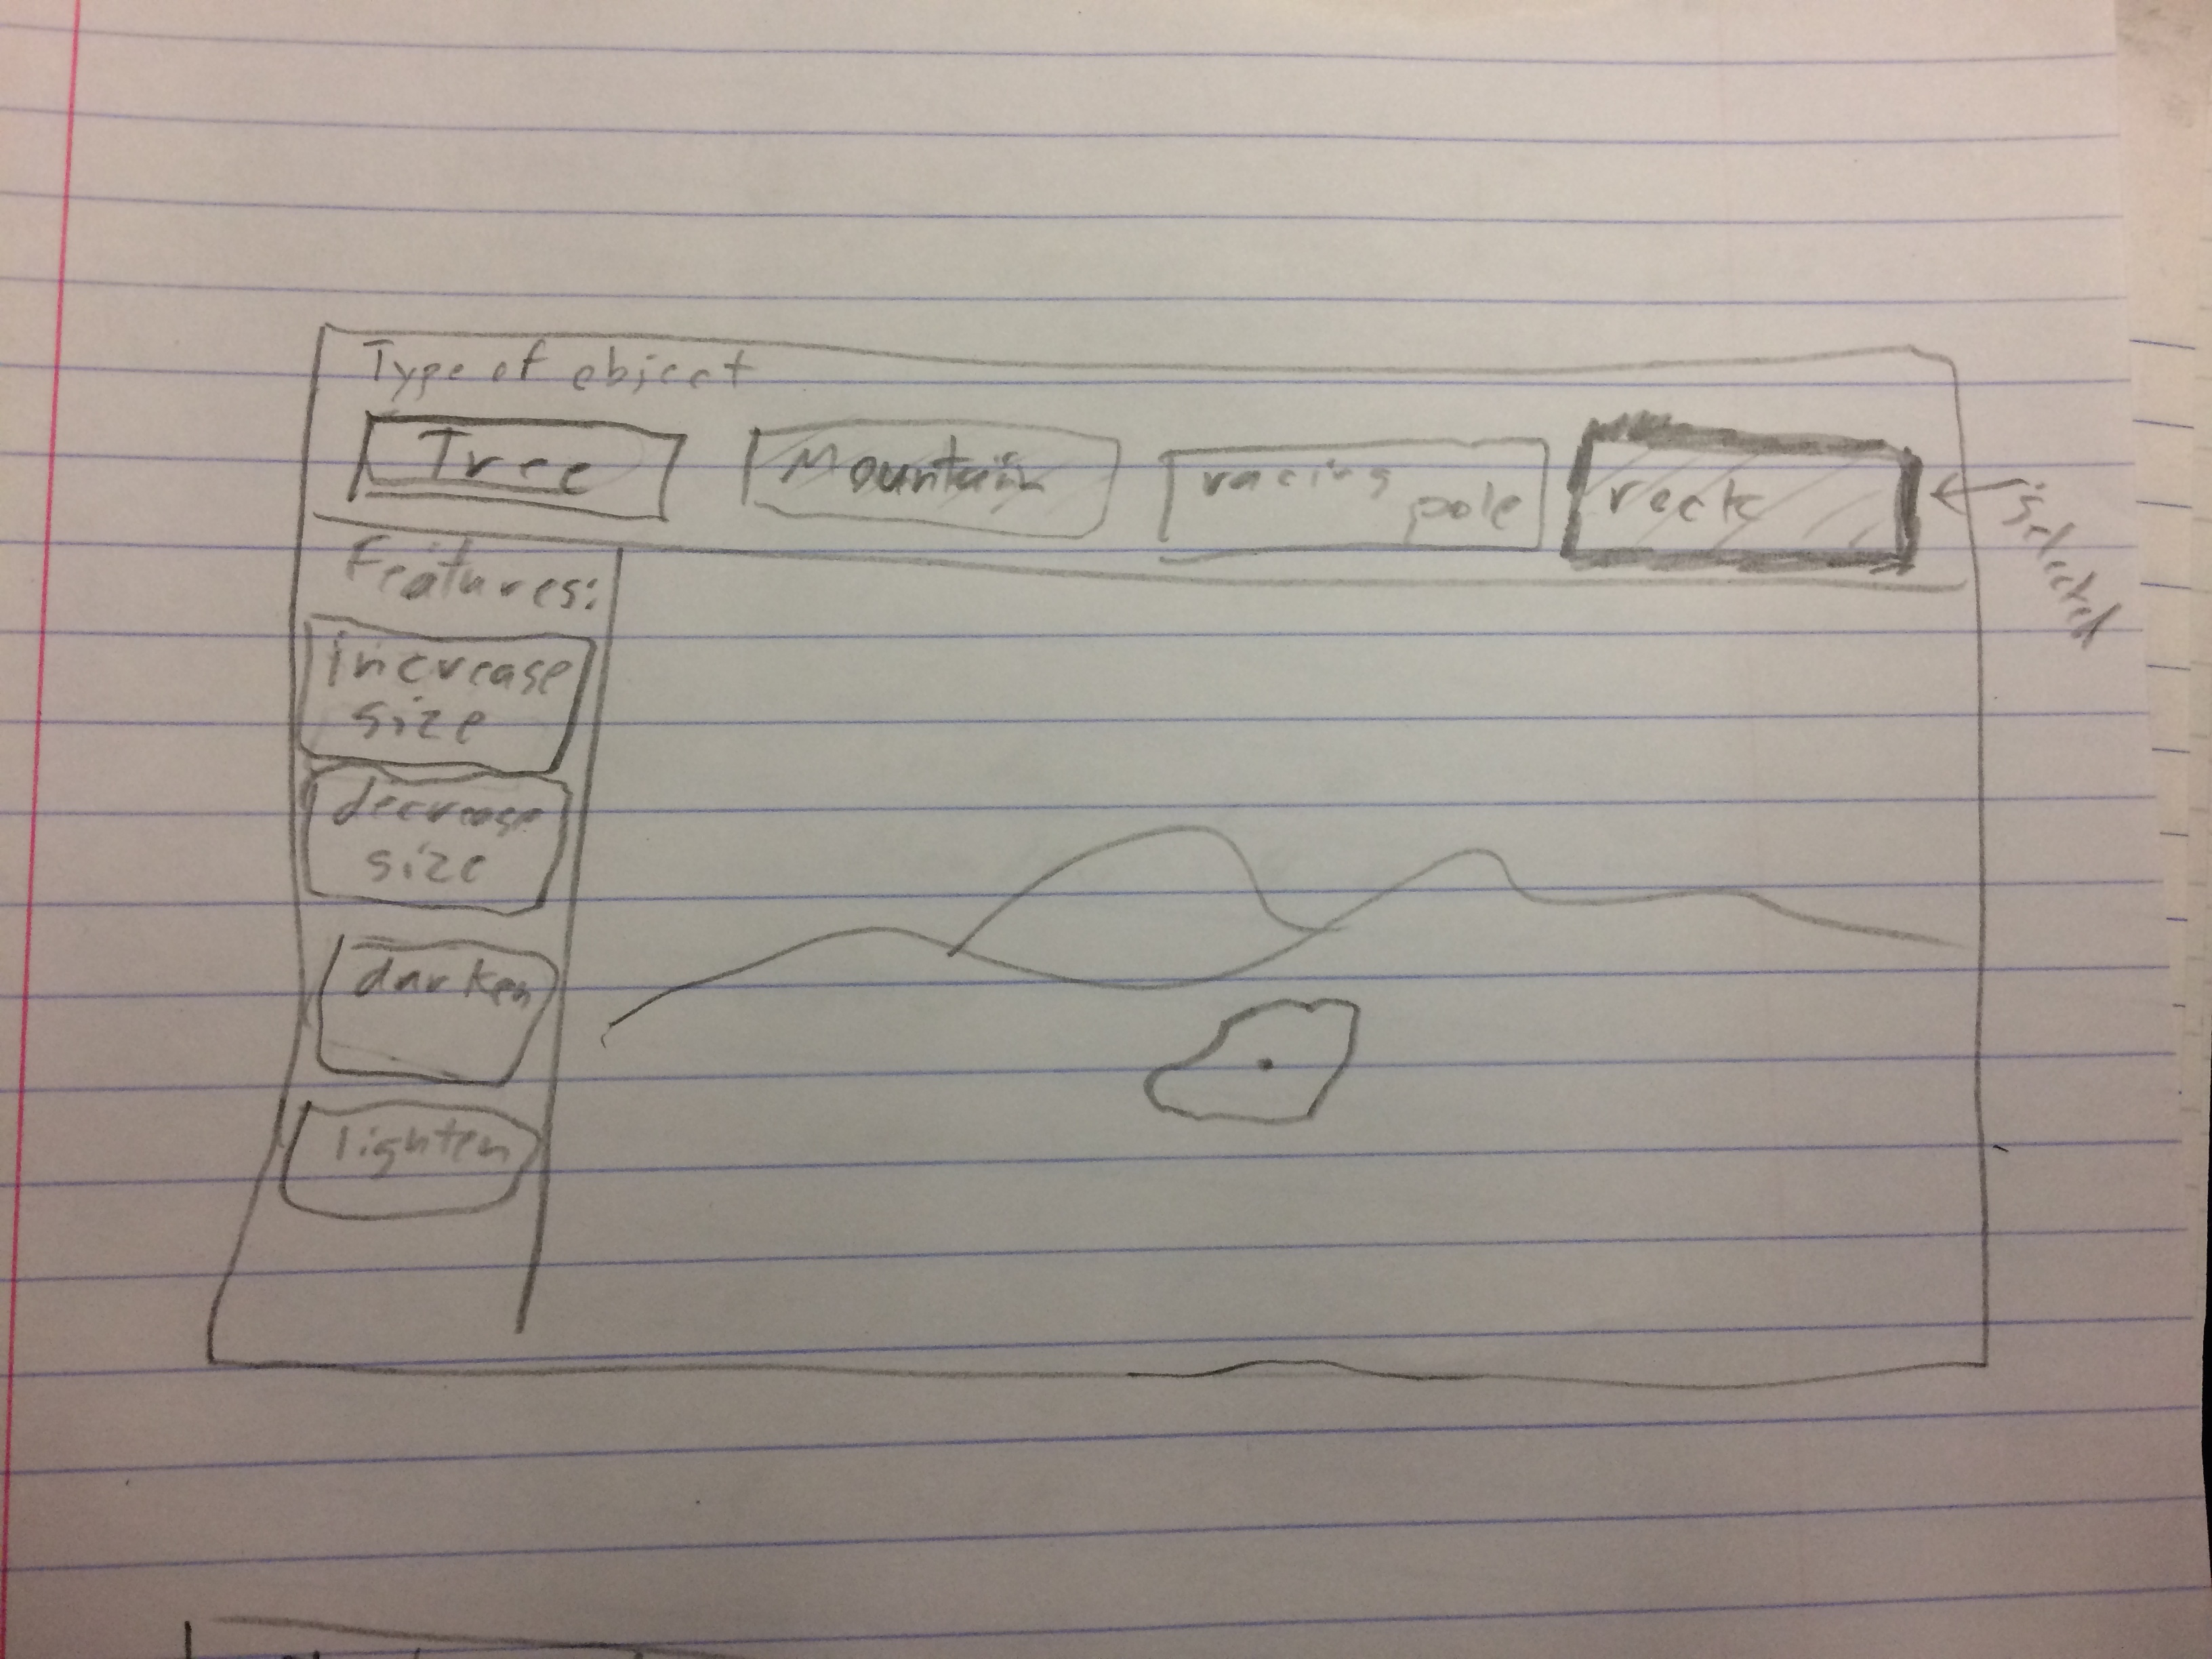 Type of object
Tree
Mountain
racing
pole
rock
selected
Features:
increase
size
decrease
size
darken
lighten